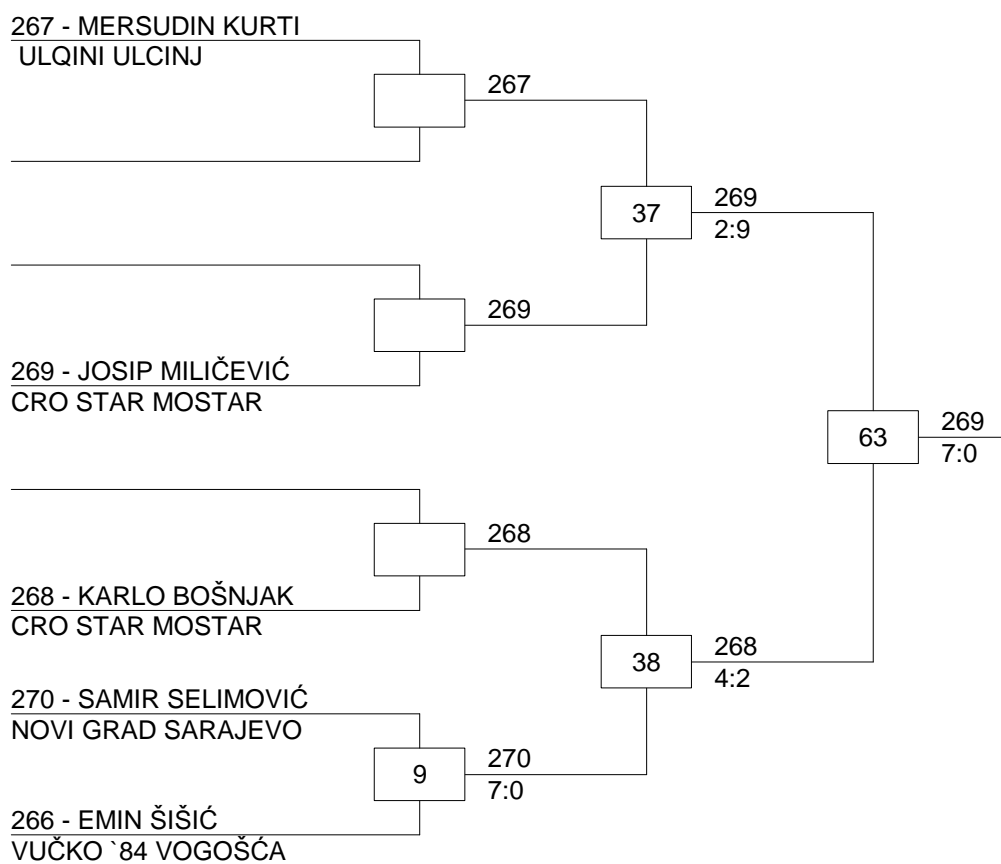 267 - MERSUDIN KURTI
ULQINI ULCINJ
267
37
269
2:9
269
269 - JOSIP MILIČEVIĆ
CRO STAR MOSTAR
63
269
7:0
268
268 - KARLO BOŠNJAK
CRO STAR MOSTAR
38
268
4:2
270 - SAMIR SELIMOVIĆ
NOVI GRAD SARAJEVO
9
270
7:0
266 - EMIN ŠIŠIĆ
VUČKO `84 VOGOŠĆA